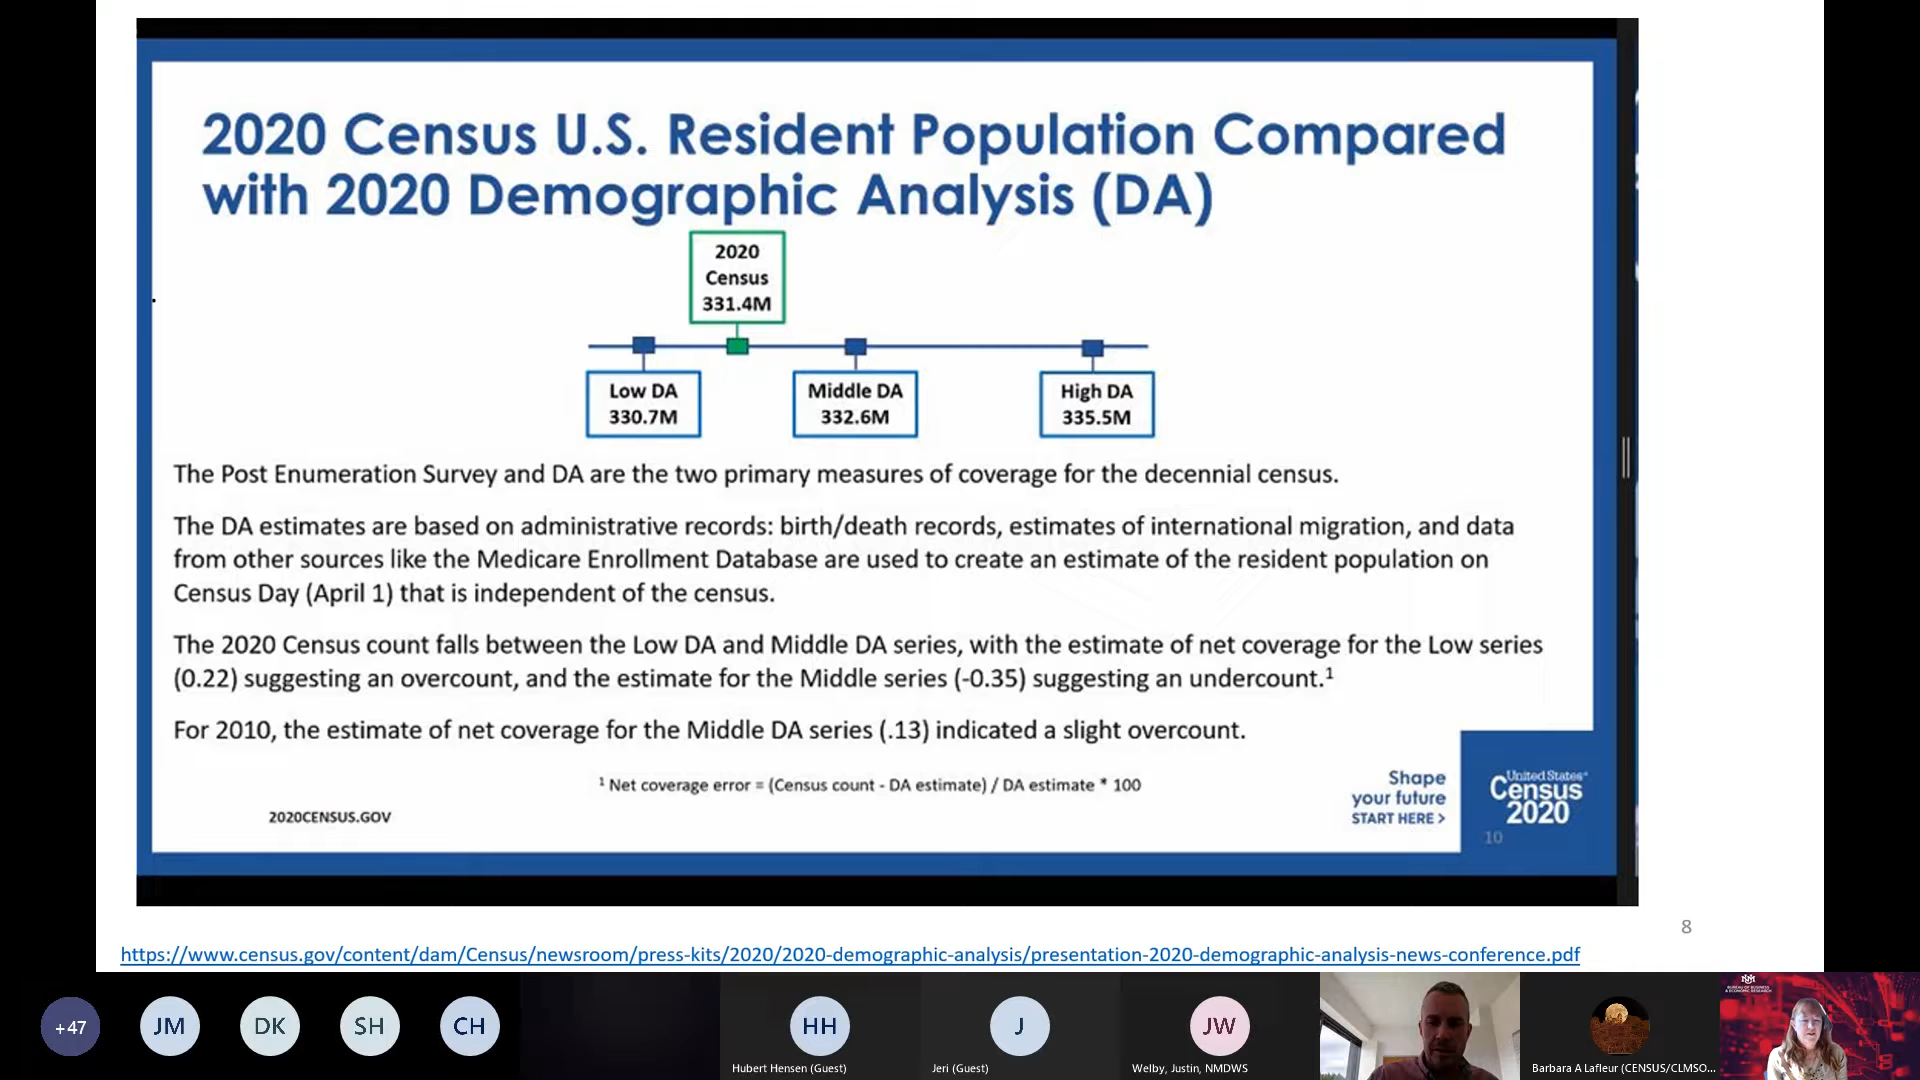 2020 Census U.S. Resident Population Compared
with 2020 Demographic Analysis (DA)
2020
Census
331.4M
Low DA
330.7M
Middle DA
332.6M
High DA
335.5M
The Post Enumeration Survey and DA are the two primary measures of coverage for the decennial census.
The DA estimates are based on administrative records: birth/death records, estimates of international migration, and data
from other sources like the Medicare Enrollment Database are used to create an estimate of the resident population on
Census Day (April 1) that is independent of the census.
The 2020 Census count falls between the Low DA and Middle DA series, with the estimate of net coverage for the Low series
(0.22) suggesting an overcount, and the estimate for the Middle series (-0.35) suggesting an undercount.¹
For 2010, the estimate of net coverage for the Middle DA series (.13) indicated a slight overcount.
¹ Net coverage error = (Census count - DA estimate) / DA estimate * 100
2020CENSUS.GOV
Shape
your future
START HERE >
United States®
Census
2020
10
8
https://www.census.gov/content/dam/Census/newsroom/press-kits/2020/2020-demographic-analysis/presentation-2020-demographic-analysis-news-conference.pdf
+47
JM
DK
SH
CH
HH
Hubert Hensen (Guest)
J
Jeri (Guest)
JW
Welby, Justin, NMDWS
Barbara A Lafleur (CENSUS/CLMSO...
BUREAU OF BUSINESS
& ECONOMIC RESEARCH